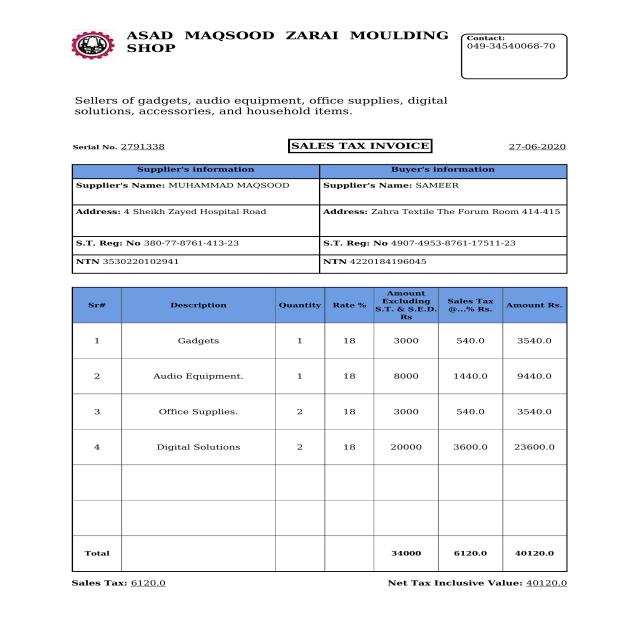 ASAD MAQSOOD ZARAI MOULDING
SHOP
Contact:
049-34540068-70
Sellers of gadgets, audio equipment, office supplies, digital
solutions, accessories, and household items.
Serial No. 2791338 SALES TAX INVOICE 27-06-2020
Supplier's information Buyer's information
Supplier's Name: MUHAMMAD MAQSOOD Supplier's Name: SAMEER
Address: 4 Sheikh Zayed Hospital Road Address: Zahra Textile The Forum Room 414-415
S.T. Reg: No 380-77-8761-413-23 S.T. Reg: No 4907-4953-8761-17511-23
NTN 3530220102941 NTN 4220184196045
Sr# Description Quantity Rate % Amount Excluding S.T. & S.E.D. Rs Sales Tax @...% Rs. Amount Rs.
1 Gadgets 1 18 3000 540.0 3540.0
2 Audio Equipment. 1 18 8000 1440.0 9440.0
3 Office Supplies. 2 18 3000 540.0 3540.0
4 Digital Solutions 2 18 20000 3600.0 23600.0
Total 34000 6120.0 40120.0
Sales Tax: 6120.0 Net Tax Inclusive Value: 40120.0